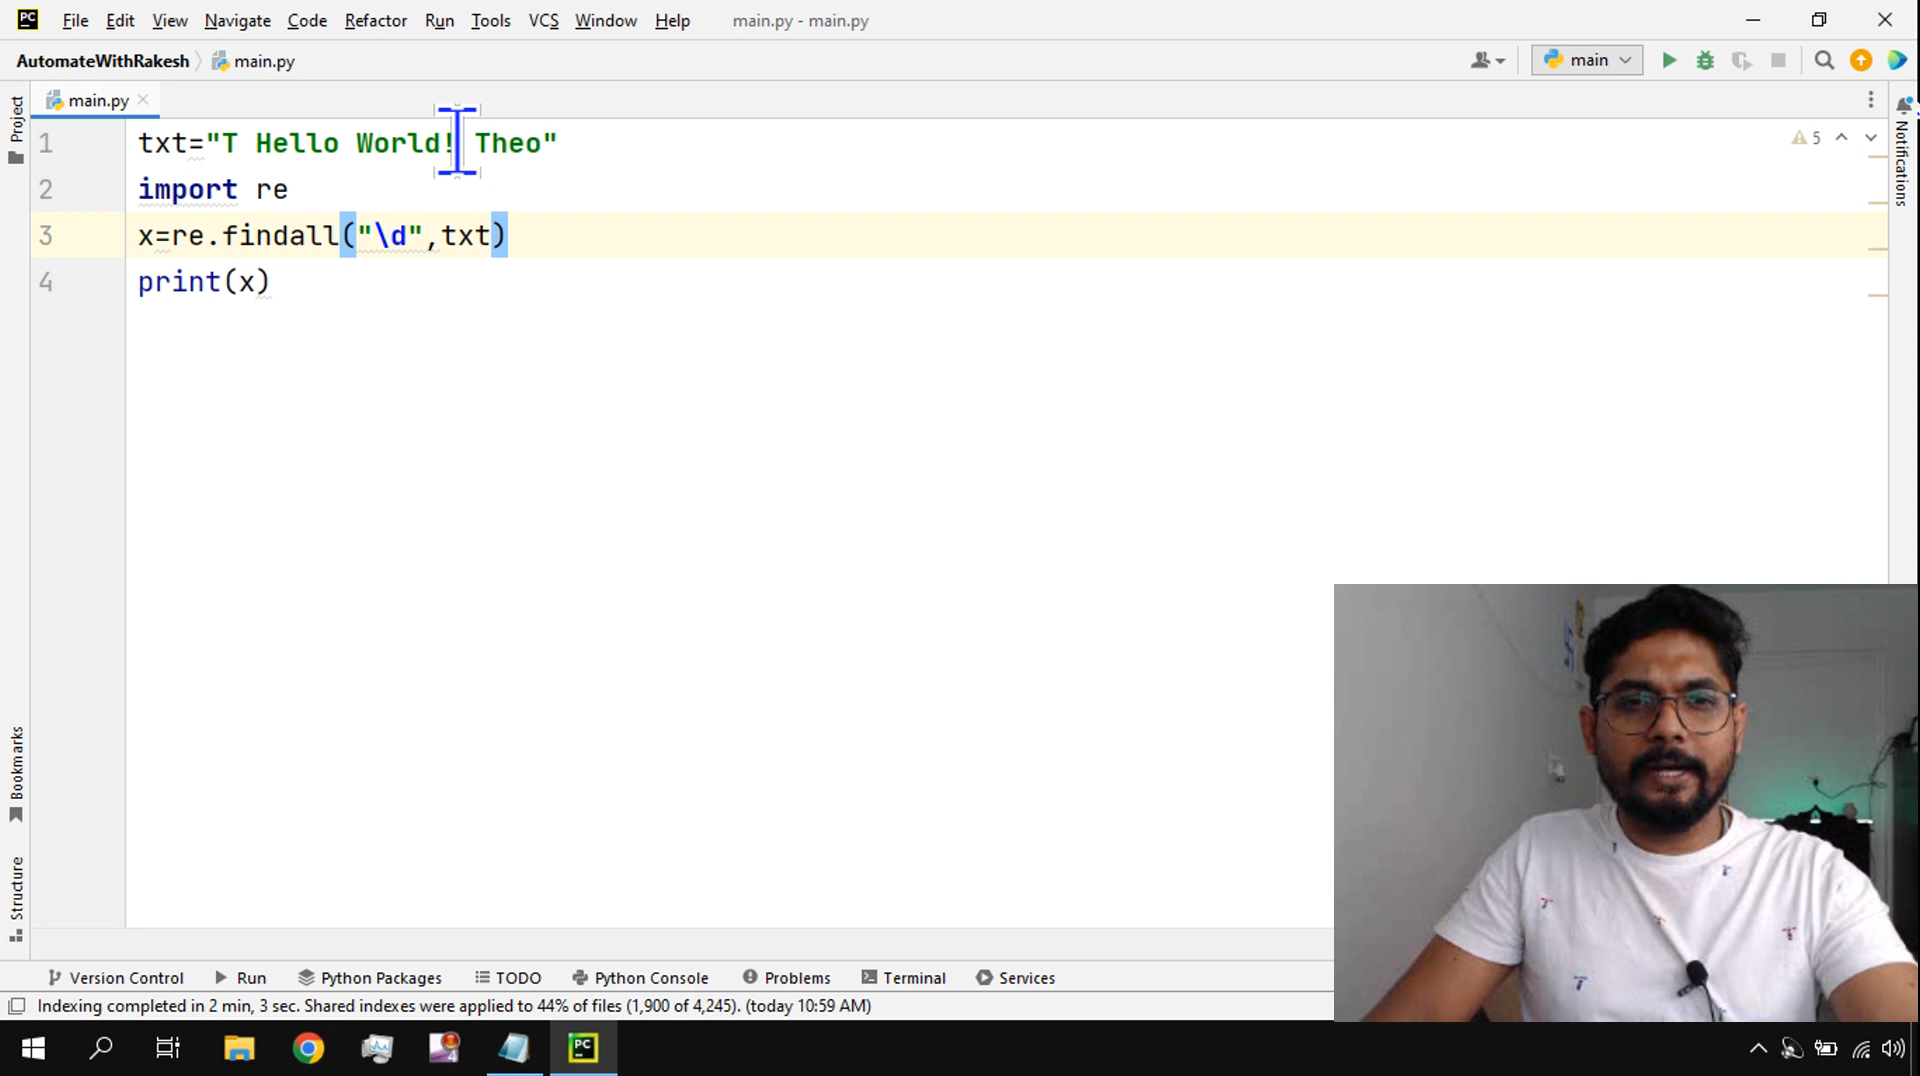 PC File Edit View Navigate Code Refactor Run Tools VCS Window Help main.py - main.py
AutomateWithRakesh main.py main
Project main.py Notifications
1 txt="T Hello World! Theo" 5
2 import re
3 x=re.findall("\d",txt)
4 print(x)
Bookmarks
Structure
Version Control Run Python Packages TODO Python Console Problems Terminal Services
Indexing completed in 2 min, 3 sec. Shared indexes were applied to 44% of files (1,900 of 4,245). (today 10:59 AM)
4 PC